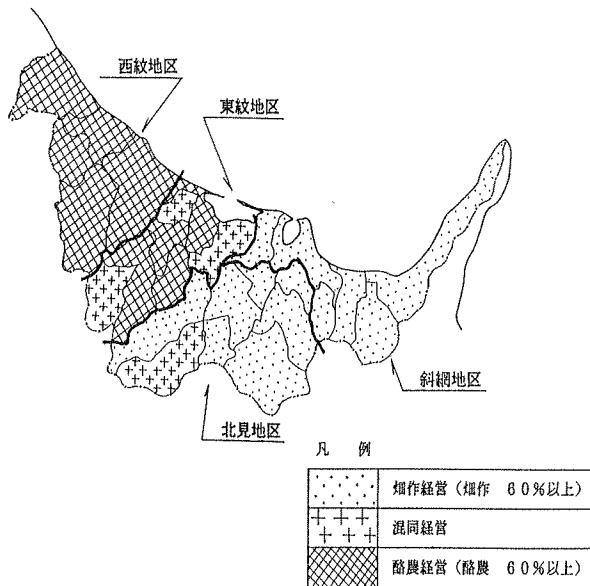 西紋地区
東紋地区
斜網地区
北見地区
凡 例
畑作経営(畑作 60%以上)
混同経営
酪農経営(酪農 60%以上)